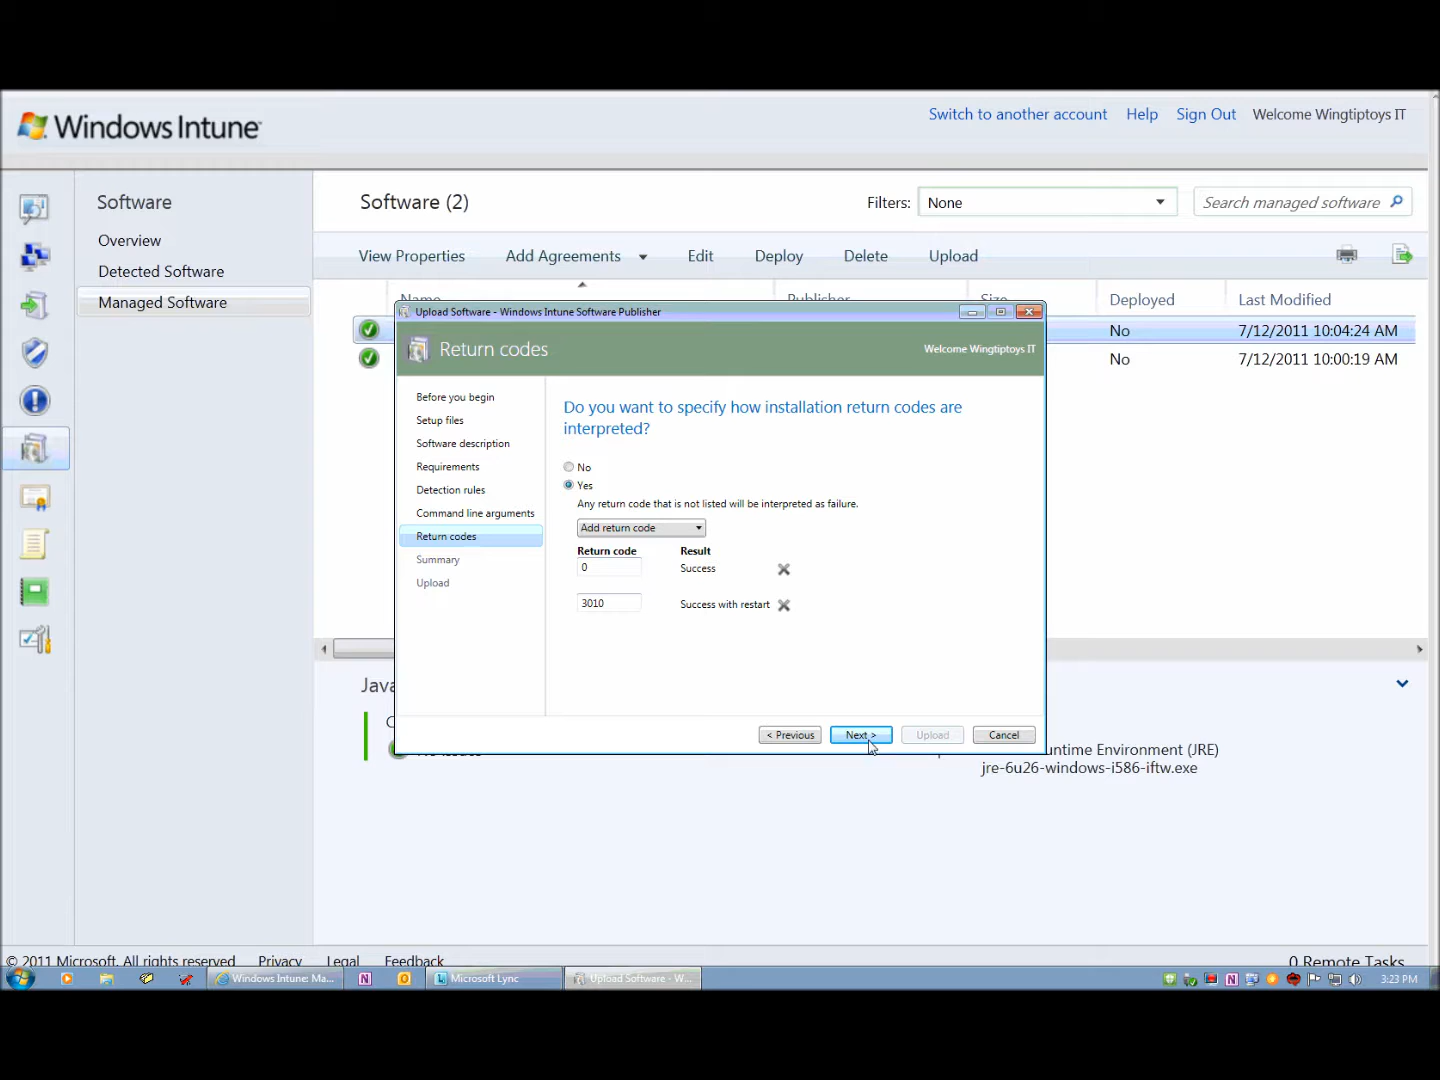 Windows Intune
Switch to another account
Help
Sign Out
Welcome Wingtiptoys IT
Software
Overview
Detected Software
Managed Software
Software (2)
Filters:
None
Search managed software
View Properties
Add Agreements
Edit
Deploy
Delete
Upload
Name
Publisher
Size
Deployed
Last Modified
No
7/12/2011 10:04:24 AM
No
7/12/2011 10:00:19 AM
Upload Software - Windows Intune Software Publisher
Return codes
Welcome Wingtiptoys IT
Before you begin
Setup files
Software description
Requirements
Detection rules
Command line arguments
Return codes
Summary
Upload
Do you want to specify how installation return codes are
interpreted?
No
Yes
Any return code that is not listed will be interpreted as failure.
Add return code
Return code
Result
0
Success
3010
Success with restart
< Previous
Next >
Upload
Cancel
Java
untime Environment (JRE)
jre-6u26-windows-i586-iftw.exe
© 2011 Microsoft. All rights reserved
Privacy
Legal
Feedback
0 Remote Tasks
Windows Intune: Ma...
Microsoft Lync
Upload Software - W...
3:23 PM